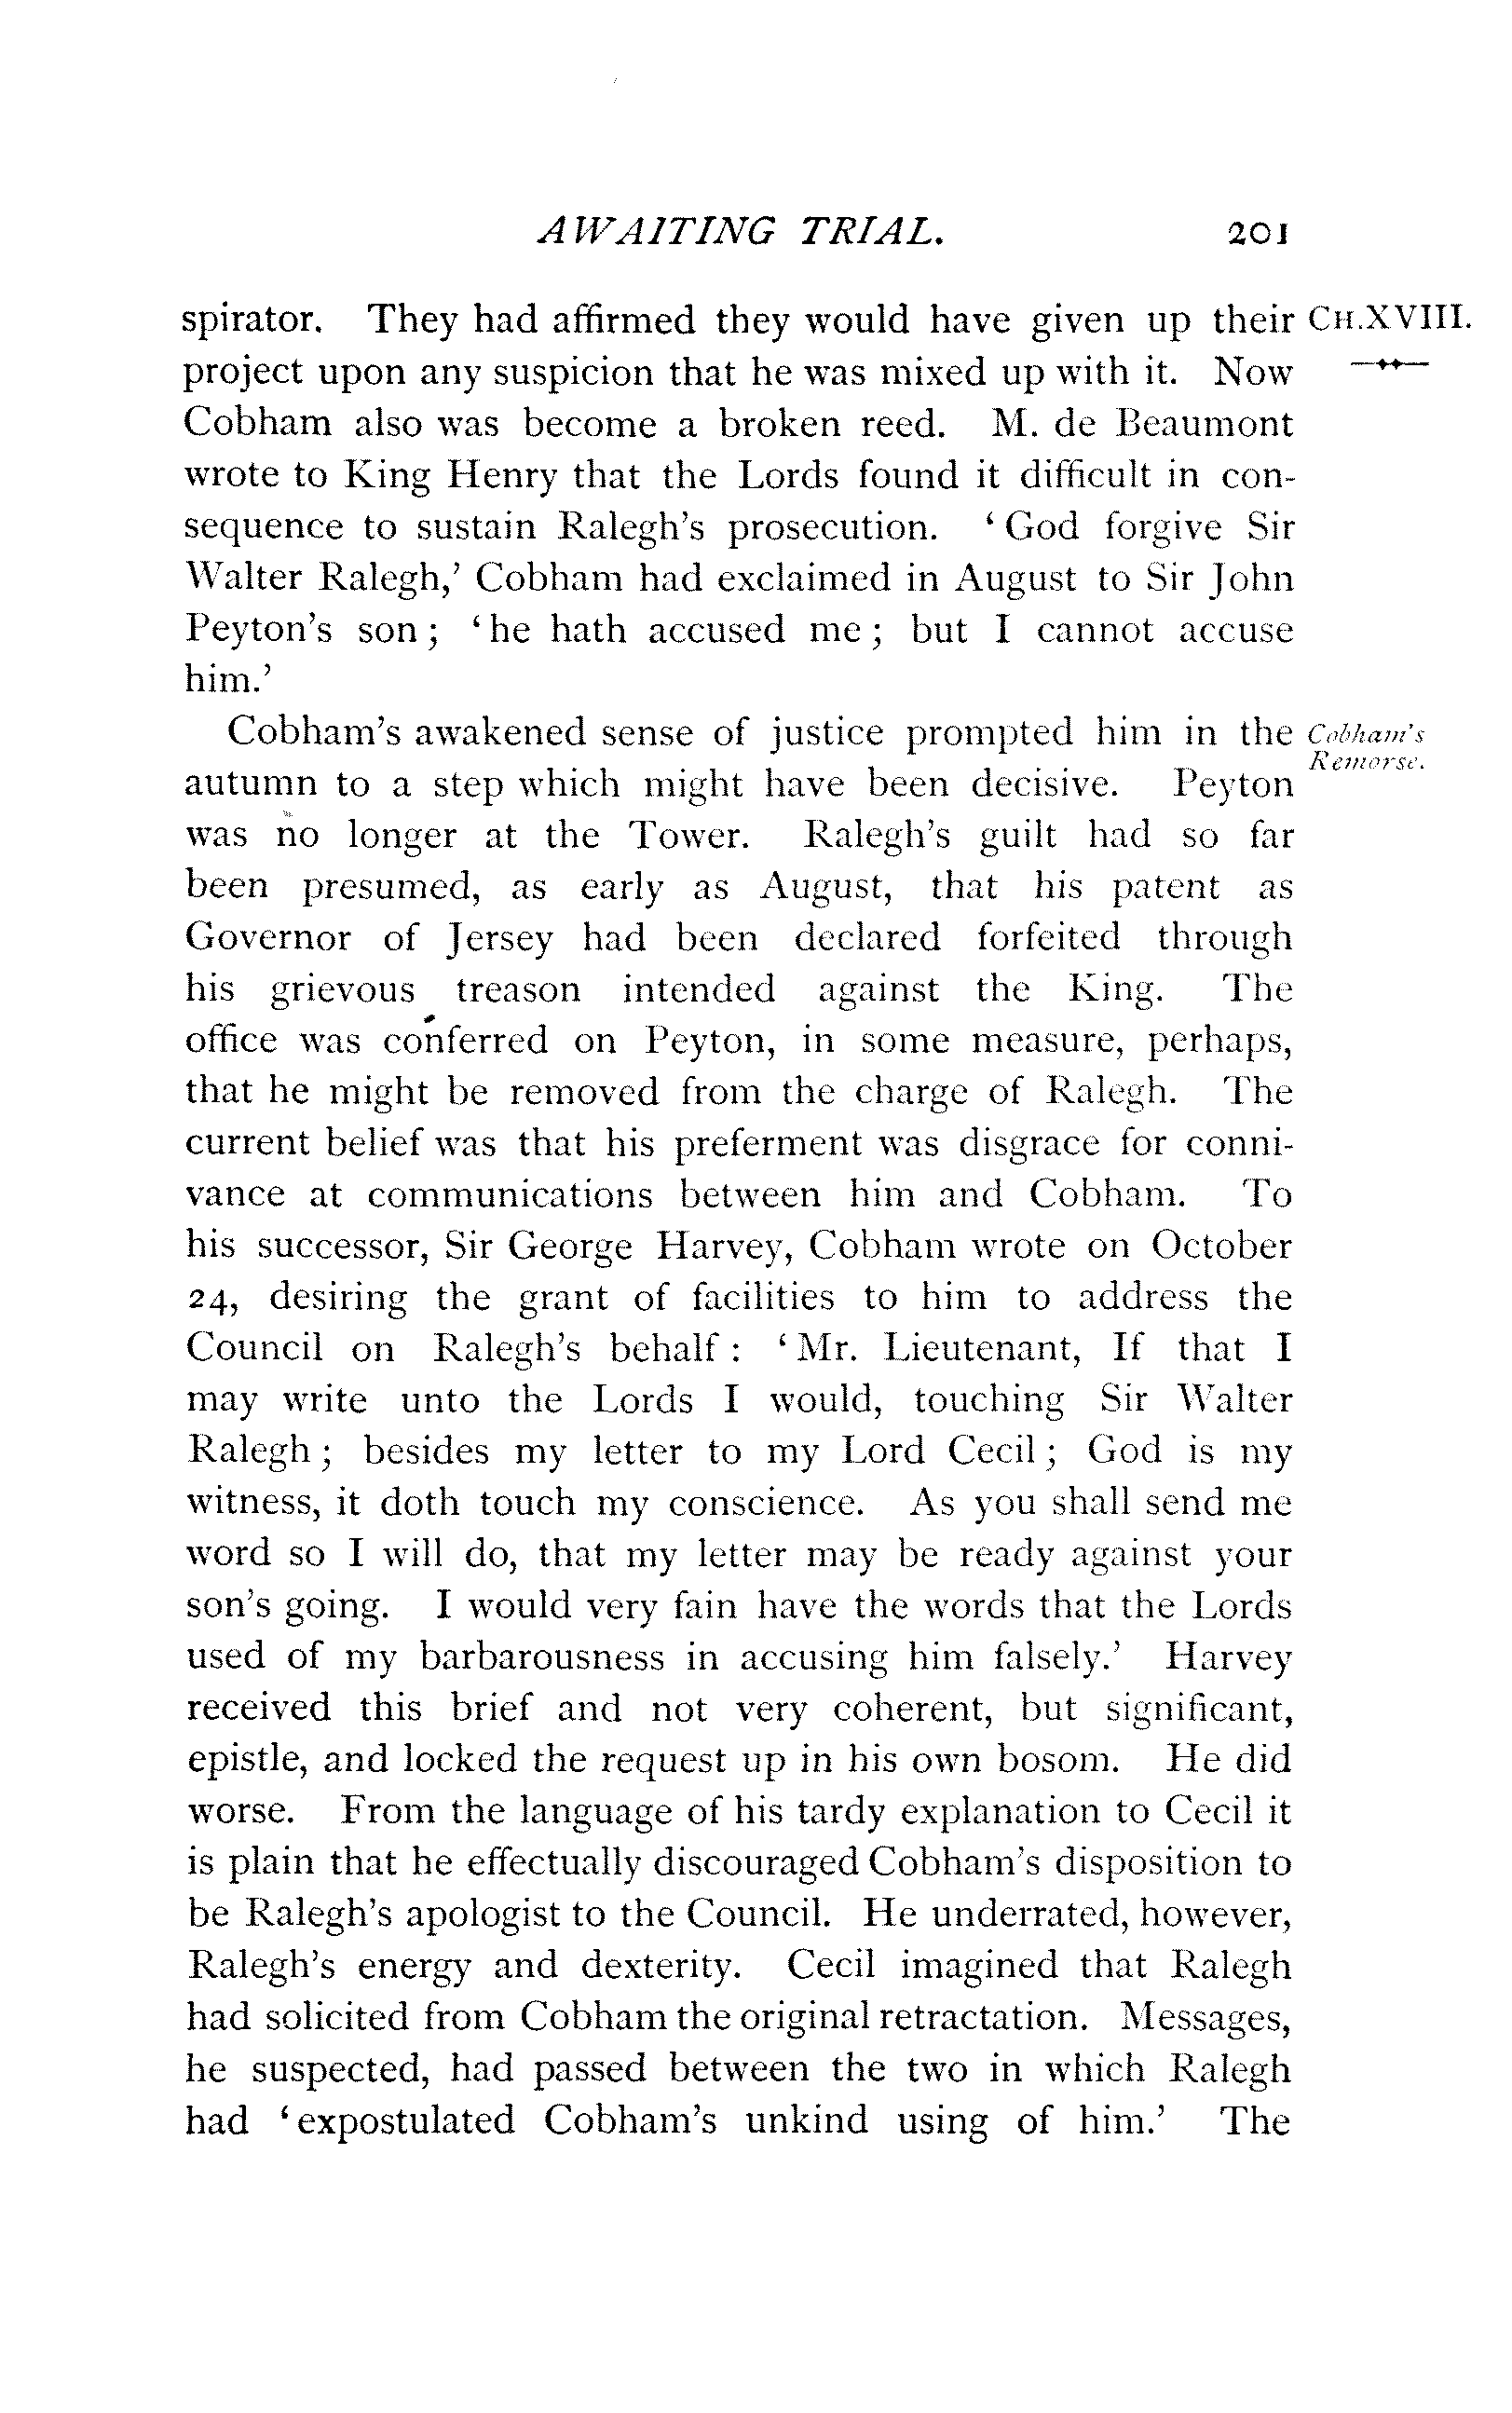 AWAITING TRIAL. 201
spirator. They had affirmed they would have given up their CH.XVIII.
project upon any suspicion that he was mixed up with it. Now
Cobham also was become a broken reed. M. de Beaumont
wrote to King Henry that the Lords found it difficult in con-
sequence to sustain Ralegh's prosecution. ‘God forgive Sir
Walter Ralegh,’ Cobham had exclaimed in August to Sir John
Peyton's son; ‘he hath accused me; but I cannot accuse
him.’
Cobham's awakened sense of justice prompted him in the Cobham's
Remorse.
autumn to a step which might have been decisive. Peyton
was no longer at the Tower. Ralegh's guilt had so far
been presumed, as early as August, that his patent as
Governor of Jersey had been declared forfeited through
his grievous treason intended against the King. The
office was conferred on Peyton, in some measure, perhaps,
that he might be removed from the charge of Ralegh. The
current belief was that his preferment was disgrace for conni-
vance at communications between him and Cobham. To
his successor, Sir George Harvey, Cobham wrote on October
24, desiring the grant of facilities to him to address the
Council on Ralegh's behalf: ‘Mr. Lieutenant, If that I
may write unto the Lords I would, touching Sir Walter
Ralegh; besides my letter to my Lord Cecil; God is my
witness, it doth touch my conscience. As you shall send me
word so I will do, that my letter may be ready against your
son's going. I would very fain have the words that the Lords
used of my barbarousness in accusing him falsely.’ Harvey
received this brief and not very coherent, but significant,
epistle, and locked the request up in his own bosom. He did
worse. From the language of his tardy explanation to Cecil it
is plain that he effectually discouraged Cobham's disposition to
be Ralegh's apologist to the Council. He underrated, however,
Ralegh's energy and dexterity. Cecil imagined that Ralegh
had solicited from Cobham the original retractation. Messages,
he suspected, had passed between the two in which Ralegh
had ‘expostulated Cobham's unkind using of him.’ The